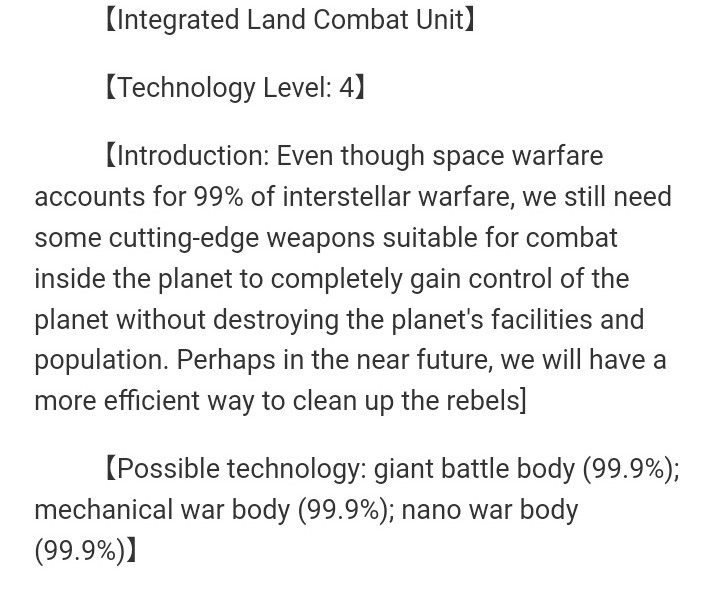 【Integrated Land Combat Unit】
【Technology Level: 4】
【Introduction: Even though space warfare
accounts for 99% of interstellar warfare, we still need
some cutting-edge weapons suitable for combat
inside the planet to completely gain control of the
planet without destroying the planet's facilities and
population. Perhaps in the near future, we will have a
more efficient way to clean up the rebels]
【Possible technology: giant battle body (99.9%);
mechanical war body (99.9%); nano war body
(99.9%)】